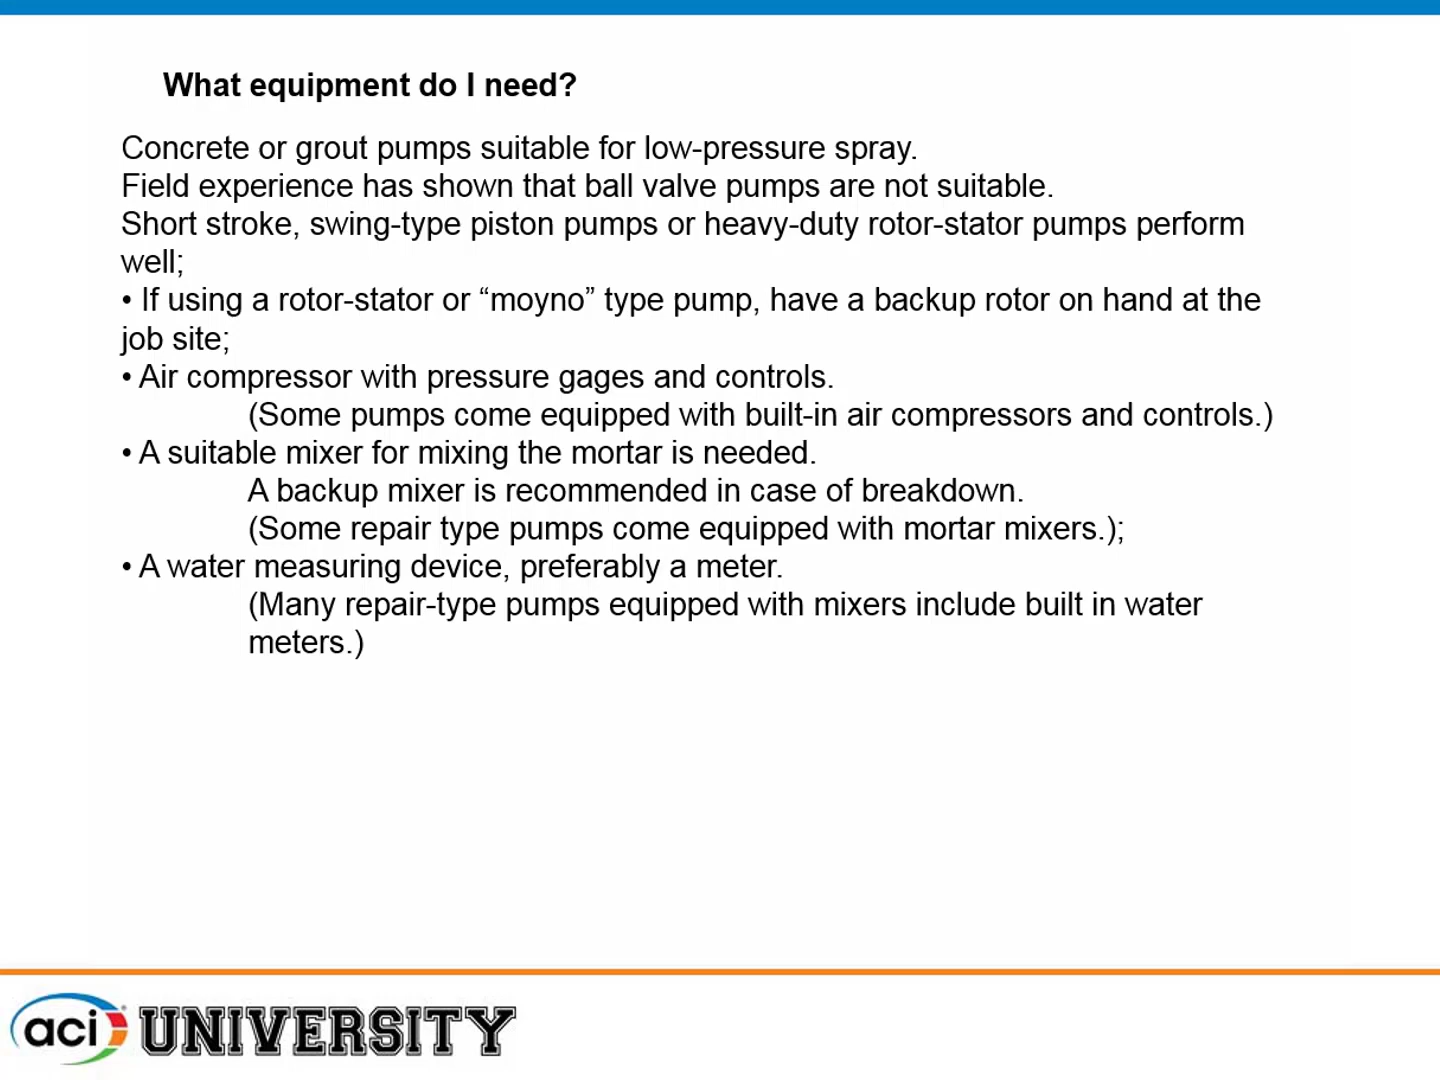 What equipment do I need?
Concrete or grout pumps suitable for low-pressure spray.
Field experience has shown that ball valve pumps are not suitable.
Short stroke, swing-type piston pumps or heavy-duty rotor-stator pumps perform
well;
• If using a rotor-stator or “moyno” type pump, have a backup rotor on hand at the
job site;
• Air compressor with pressure gages and controls.
(Some pumps come equipped with built-in air compressors and controls.)
• A suitable mixer for mixing the mortar is needed.
A backup mixer is recommended in case of breakdown.
(Some repair type pumps come equipped with mortar mixers.);
• A water measuring device, preferably a meter.
(Many repair-type pumps equipped with mixers include built in water
meters.)
aci UNIVERSITY